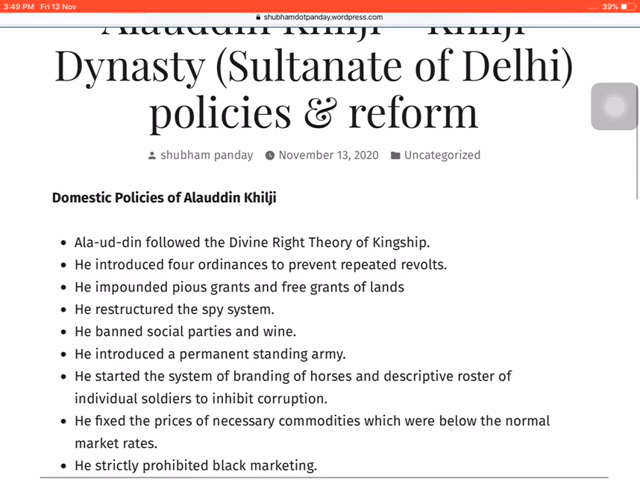 3:49 PM Fri 13 Nov
39%
shubhamdotpanday.wordpress.com
Alauddin Khilji – Khilji
Dynasty (Sultanate of Delhi)
policies & reform
shubham panday November 13, 2020 Uncategorized
Domestic Policies of Alauddin Khilji
• Ala-ud-din followed the Divine Right Theory of Kingship.
• He introduced four ordinances to prevent repeated revolts.
• He impounded pious grants and free grants of lands
• He restructured the spy system.
• He banned social parties and wine.
• He introduced a permanent standing army.
• He started the system of branding of horses and descriptive roster of
individual soldiers to inhibit corruption.
• He fixed the prices of necessary commodities which were below the normal
market rates.
• He strictly prohibited black marketing.